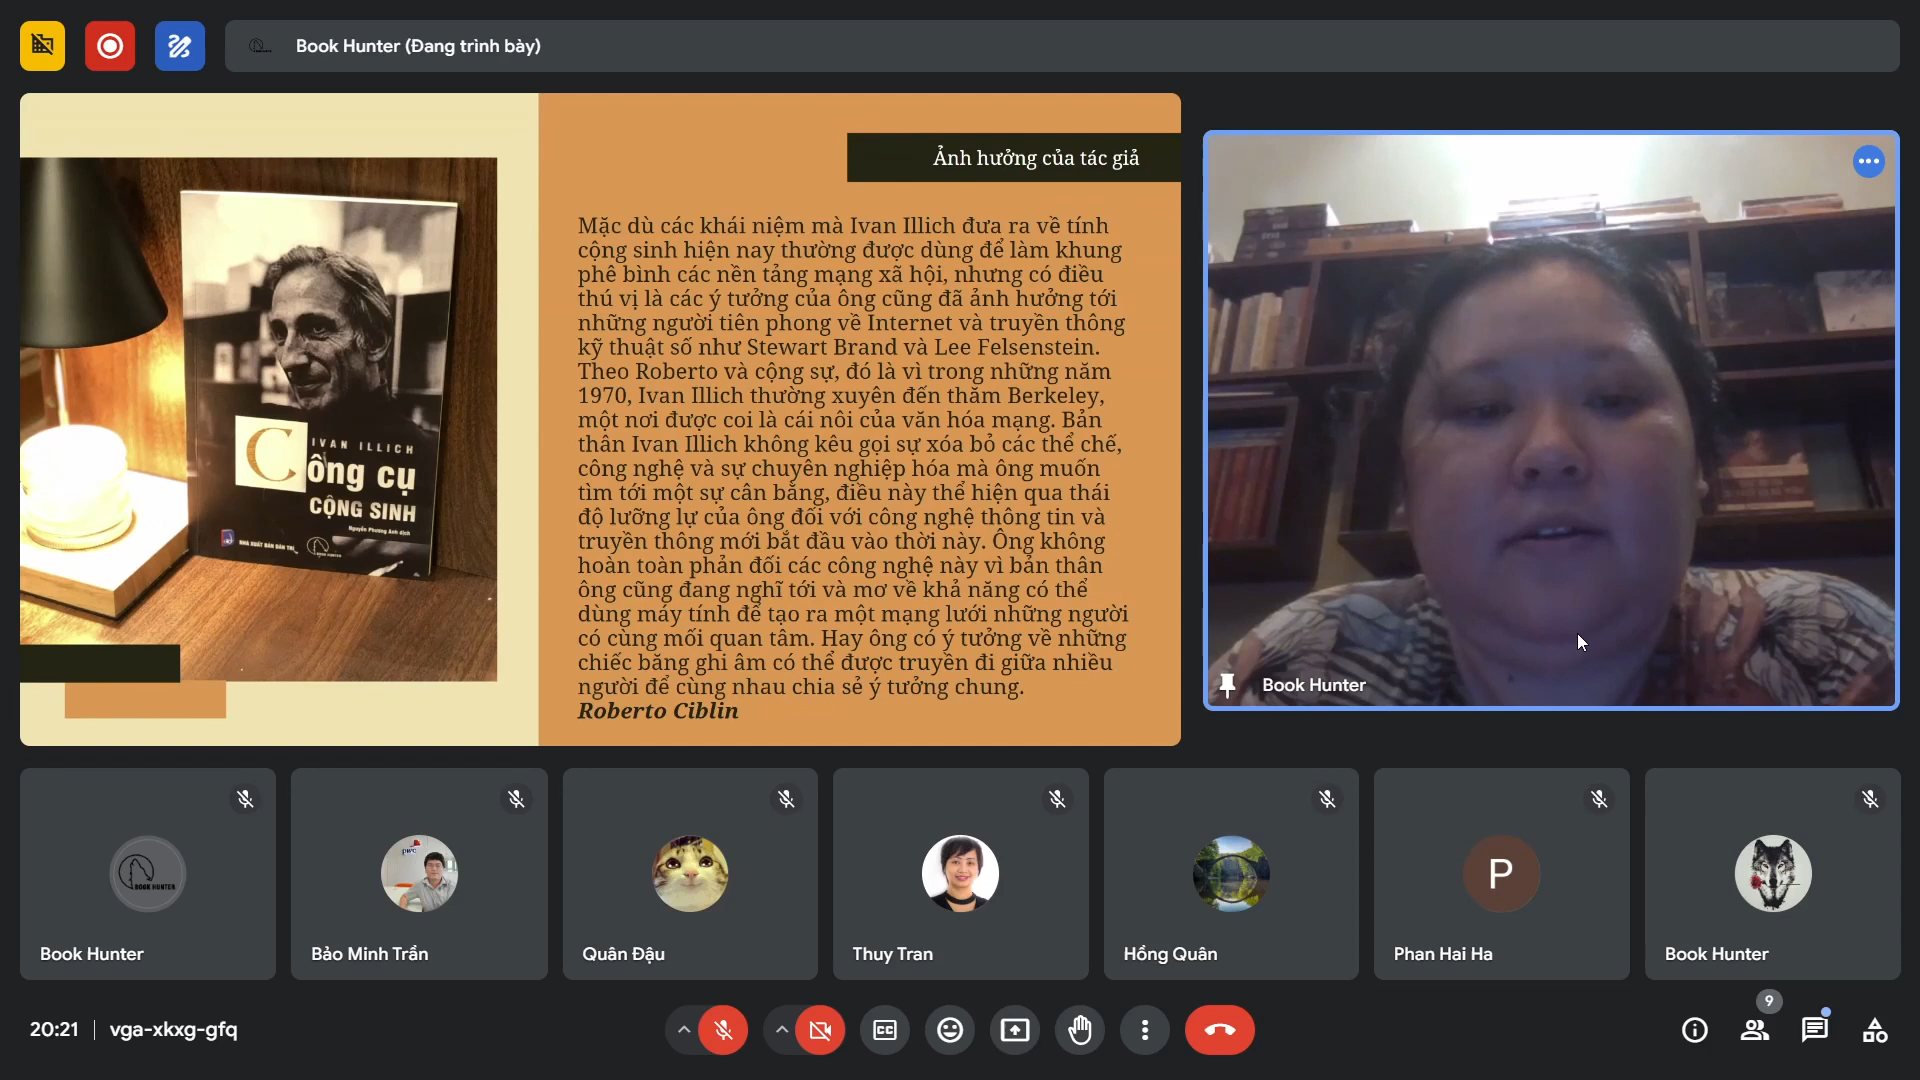 Book Hunter (Đang trình bày)
Ảnh hưởng của tác giả
Mặc dù các khái niệm mà Ivan Illich đưa ra về tính
cộng sinh hiện nay thường được dùng để làm khung
phê bình các nền tảng mạng xã hội, nhưng có điều
thú vị là các ý tưởng của ông cũng đã ảnh hưởng tới
những người tiên phong về Internet và truyền thông
kỹ thuật số như Stewart Brand và Lee Felsenstein.
Theo Roberto và cộng sự, đó là vì trong những năm
1970, Ivan Illich thường xuyên đến thăm Berkeley,
một nơi được coi là cái nôi của văn hóa mạng. Bản
thân Ivan Illich không kêu gọi sự xóa bỏ các thể chế,
công nghệ và sự chuyên nghiệp hóa mà ông muốn
tìm tới một sự cân bằng, điều này thể hiện qua thái
độ lưỡng lự của ông đối với công nghệ thông tin và
truyền thông mới bắt đầu vào thời này. Ông không
hoàn toàn phản đối các công nghệ này vì bản thân
ông cũng đang nghĩ tới và mơ về khả năng có thể
dùng máy tính để tạo ra một mạng lưới những người
có cùng mối quan tâm. Hay ông có ý tưởng về những
chiếc băng ghi âm có thể được truyền đi giữa nhiều
người để cùng nhau chia sẻ ý tưởng chung.
Roberto Ciblin
IVAN ILLICH
Công cụ
CỘNG SINH
Nguyễn Phương Anh dịch
NHÀ XUẤT BẢN DÂN TRÍ
Book Hunter
BOOK HUNTER
pwc
P
Book Hunter
Bảo Minh Trần
Quân Đậu
Thuy Tran
Hồng Quân
Phan Hai Ha
Book Hunter
20:21
vga-xkxg-gfq
CC
9